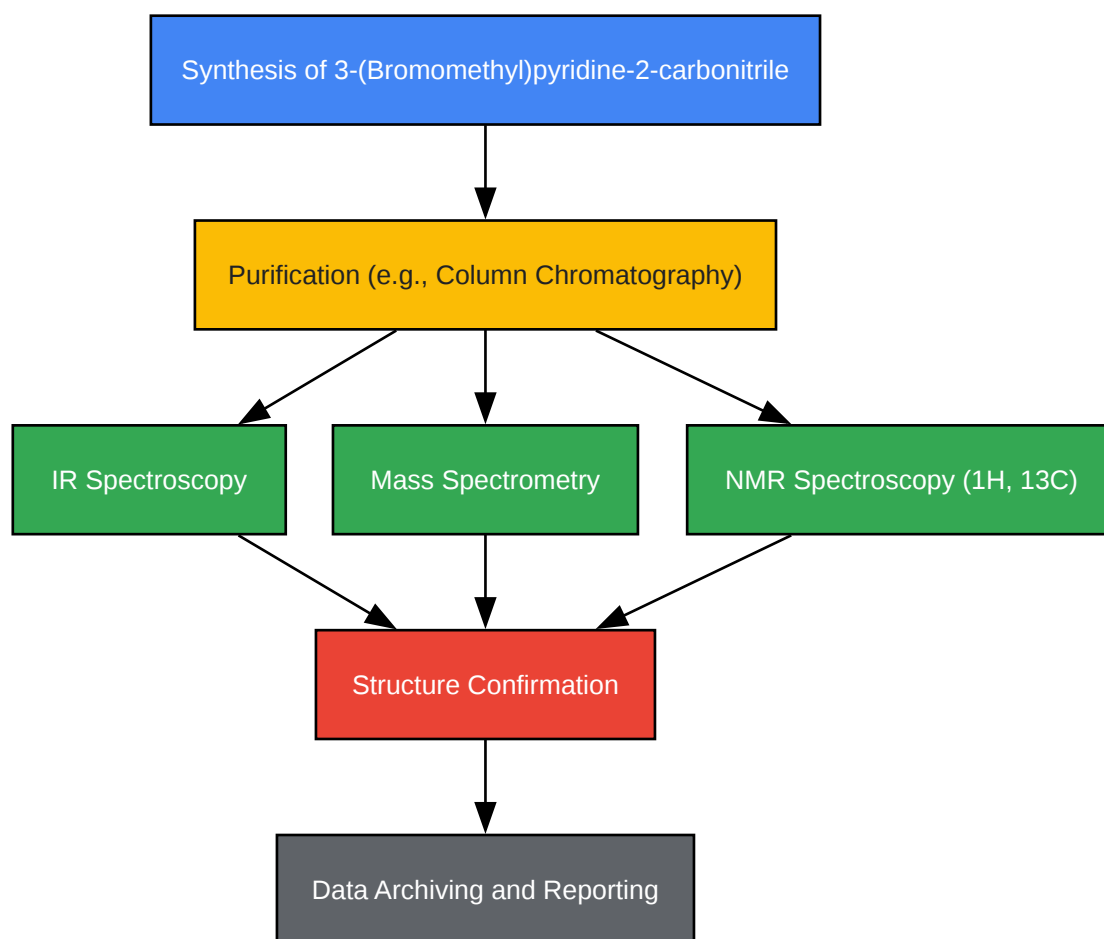 Synthesis of 3-(Bromomethyl)pyridine-2-carbonitrile
Purification (e.g., Column Chromatography)
IR Spectroscopy
Mass Spectrometry
NMR Spectroscopy (1H, 13C)
Structure Confirmation
Data Archiving and Reporting